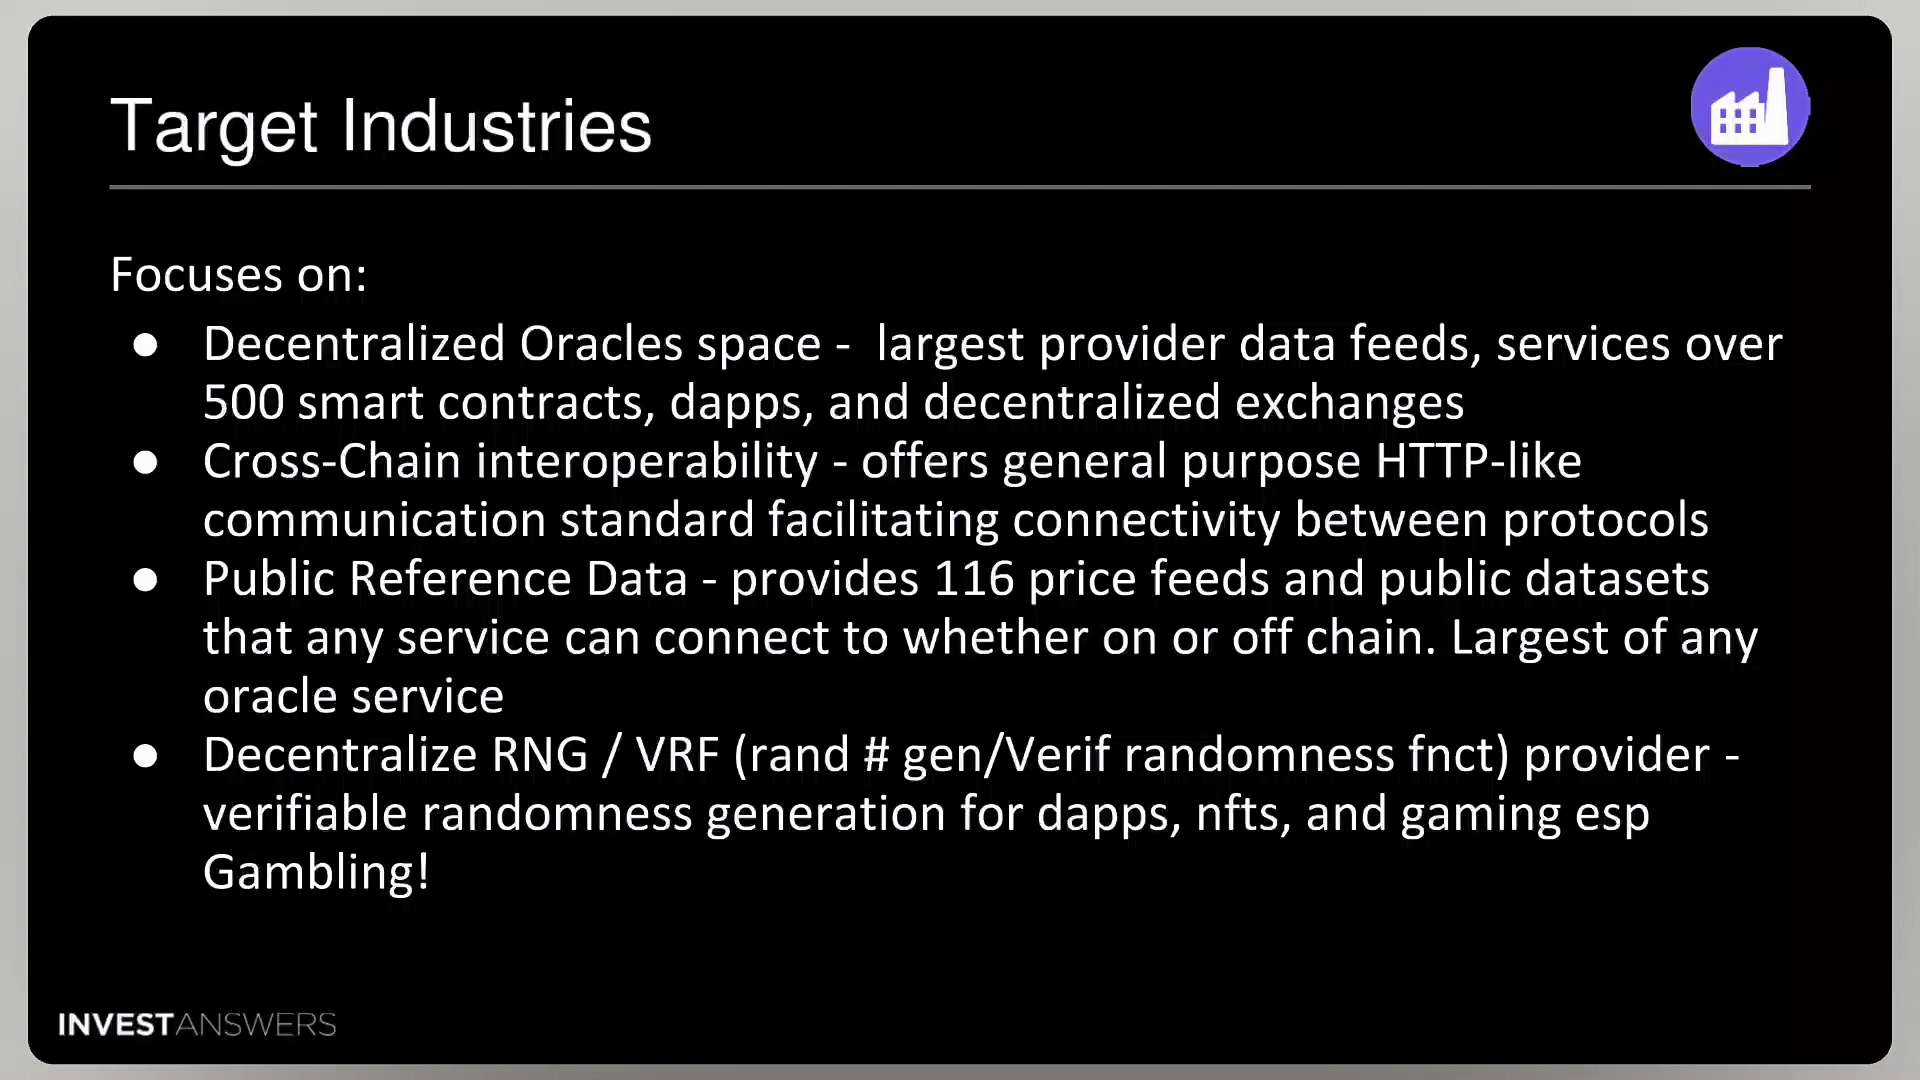 Target Industries
Focuses on:
● Decentralized Oracles space -  largest provider data feeds, services over
500 smart contracts, dapps, and decentralized exchanges
● Cross-Chain interoperability - offers general purpose HTTP-like
communication standard facilitating connectivity between protocols
● Public Reference Data - provides 116 price feeds and public datasets
that any service can connect to whether on or off chain. Largest of any
oracle service
● Decentralize RNG / VRF (rand # gen/Verif randomness fnct) provider -
verifiable randomness generation for dapps, nfts, and gaming esp
Gambling!
INVESTANSWERS